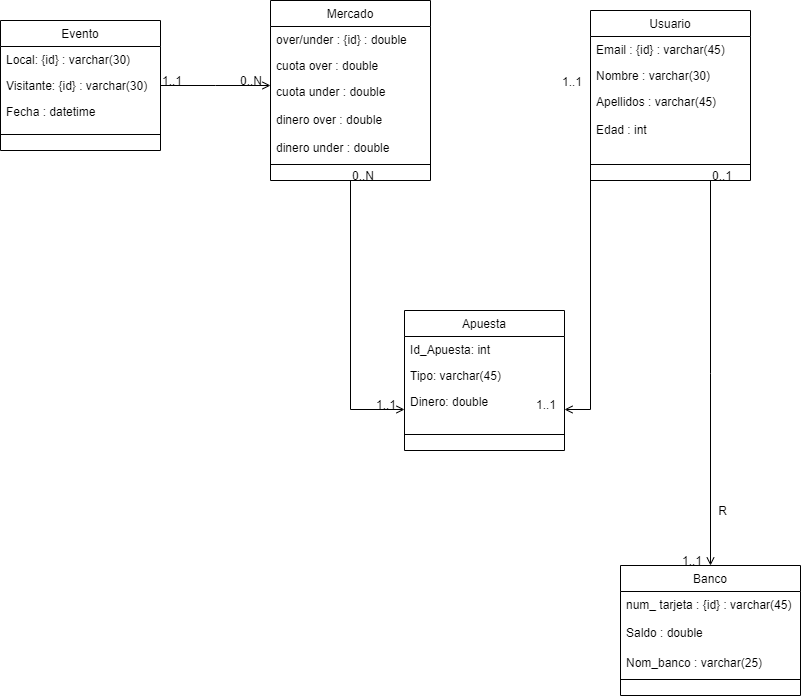 Evento
Local: {id} : varchar(30)
Visitante: {id} : varchar(30)
Fecha : datetime
1..1
0..N
Mercado
over/under : {id} : double
cuota over : double
cuota under : double
dinero over : double
dinero under : double
0..N
1..1
Usuario
Email : {id} : varchar(45)
Nombre : varchar(30)
Apellidos : varchar(45)
Edad : int
0..1
Apuesta
Id_Apuesta: int
Tipo: varchar(45)
Dinero: double
1..1
1..1
R
1..1
Banco
num_ tarjeta : {id} : varchar(45)
Saldo : double
Nom_banco : varchar(25)